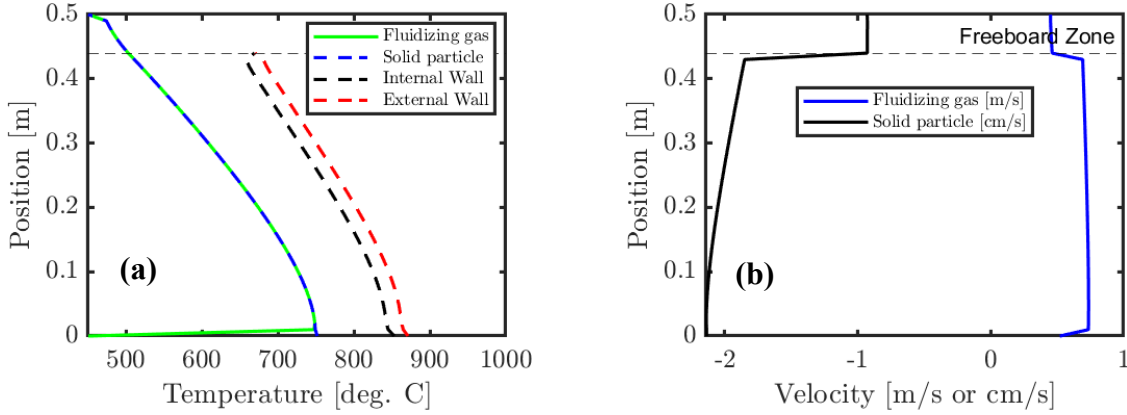 0.5
0.4
0.3
0.2
0.1
0
Position [m]
Fluidizing gas
Solid particle
Internal Wall
External Wall
(a)
500 600 700 800 900 1000
Temperature [deg. C]
0.5
0.4
0.3
0.2
0.1
0
Position [m]
Freeboard Zone
Fluidizing gas [m/s]
Solid particle [cm/s]
(b)
-2 -1 0 1
Velocity [m/s or cm/s]